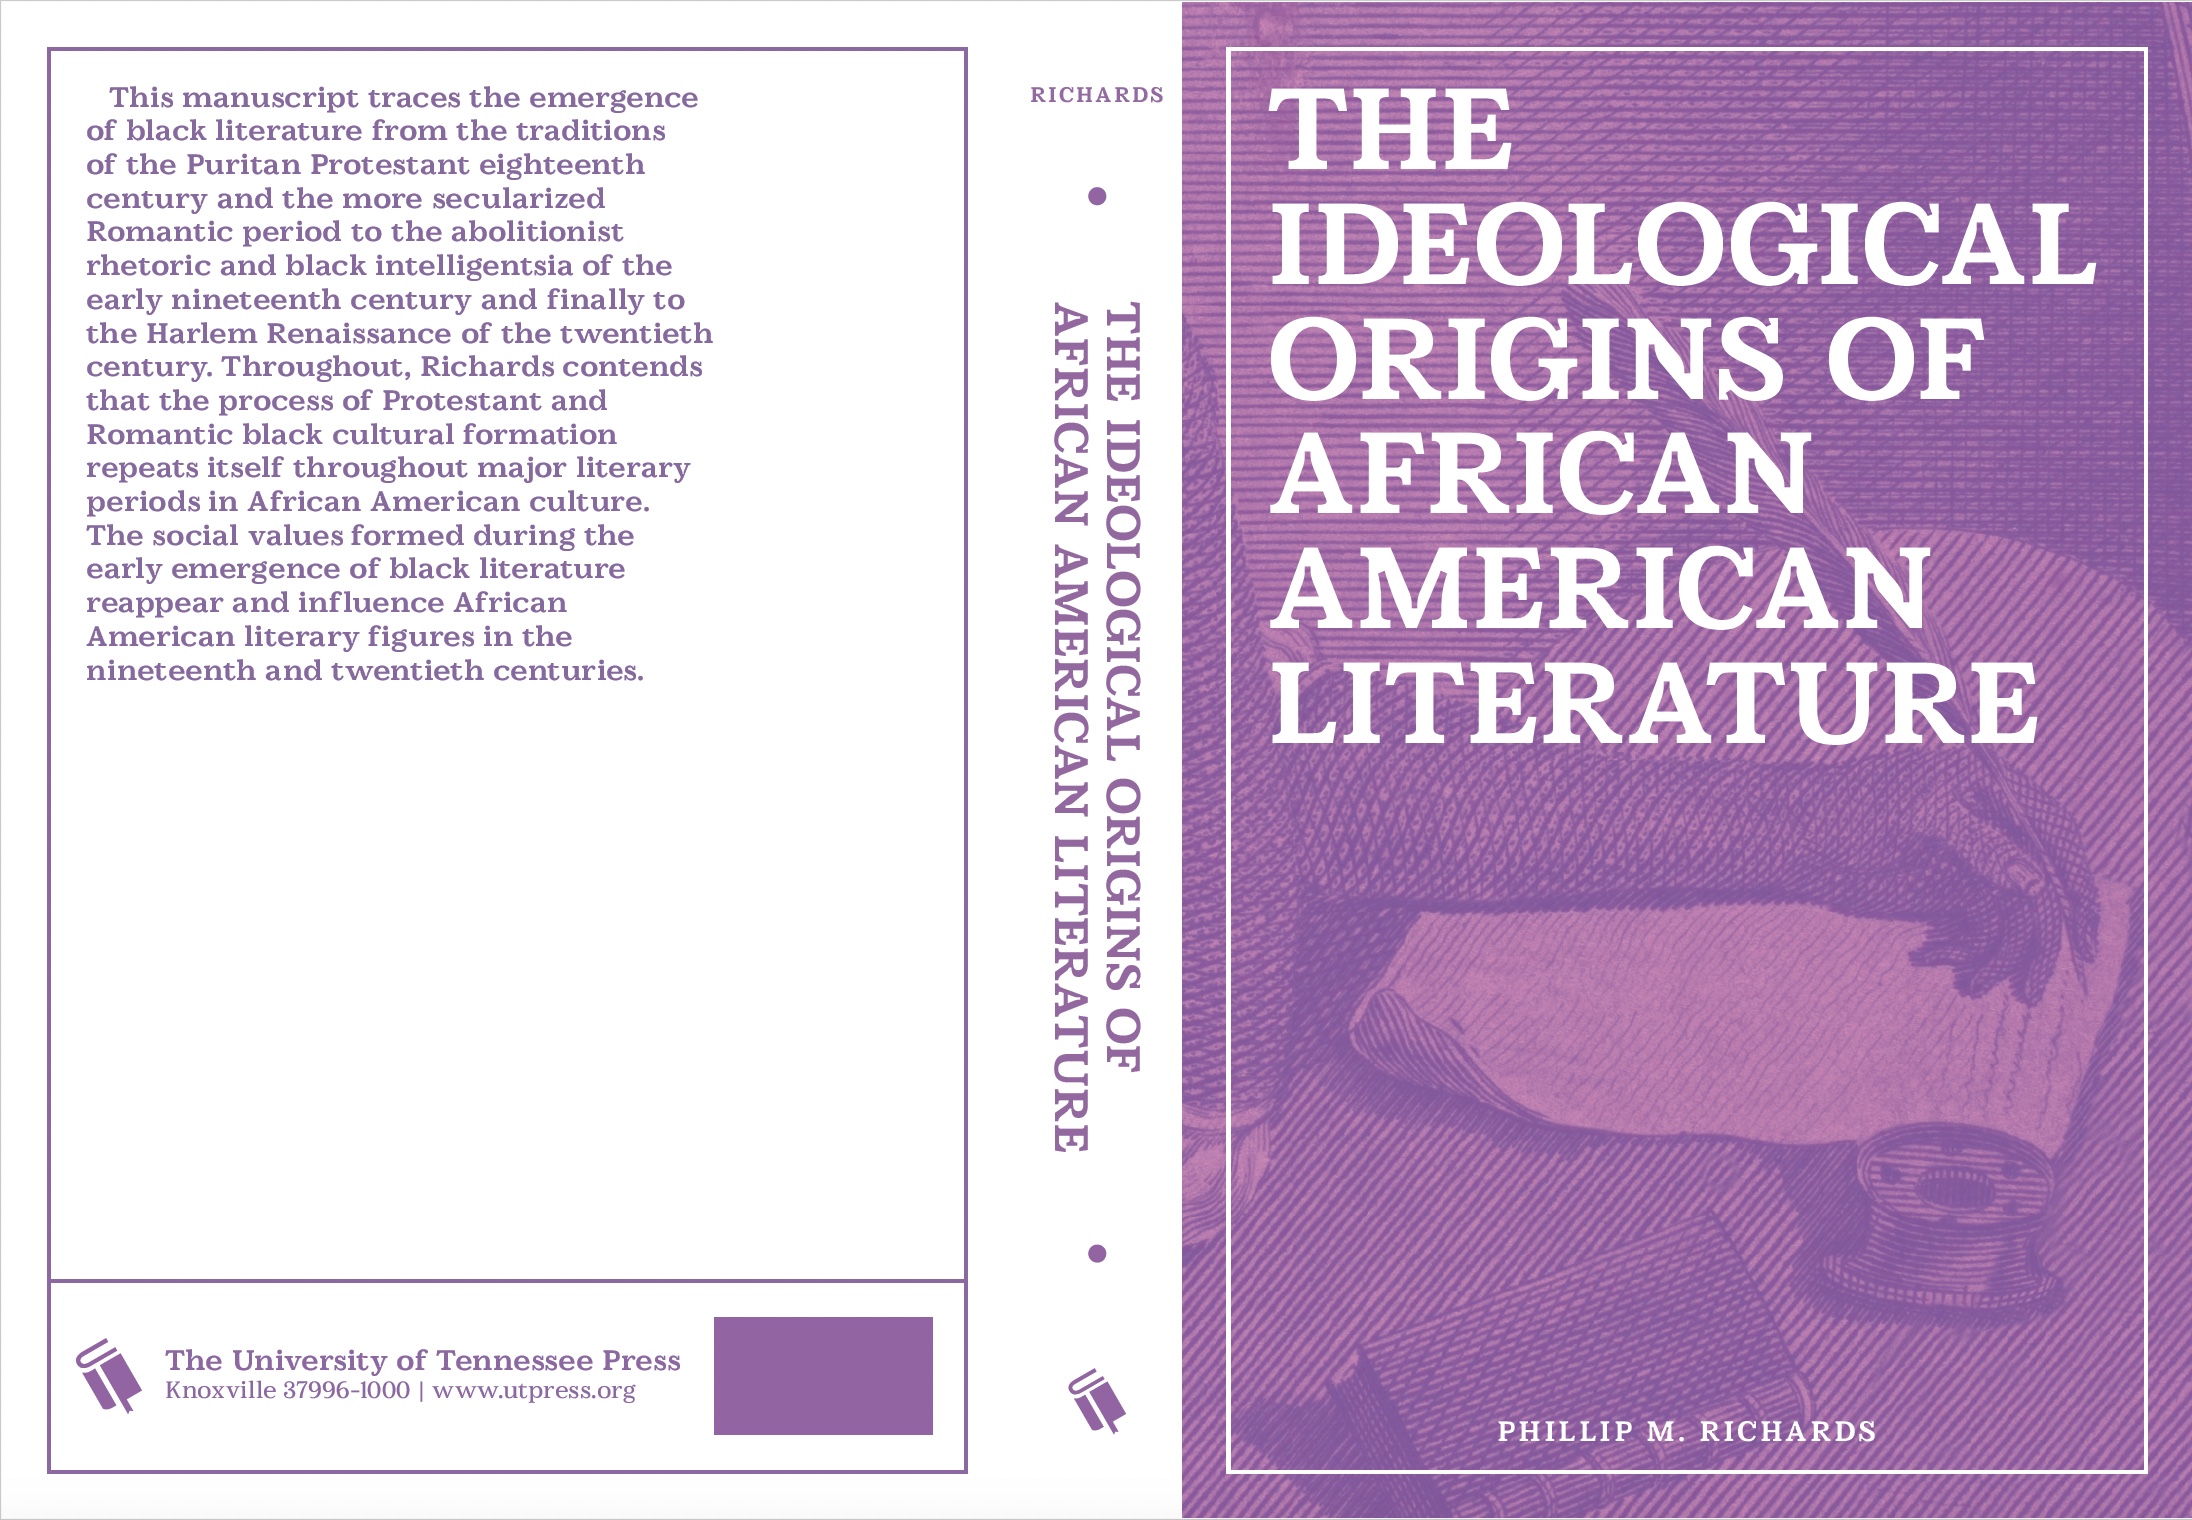 This manuscript traces the emergence
of black literature from the traditions
of the Puritan Protestant eighteenth
century and the more secularized
Romantic period to the abolitionist
rhetoric and black intelligentsia of the
early nineteenth century and finally to
the Harlem Renaissance of the twentieth
century. Throughout, Richards contends
that the process of Protestant and
Romantic black cultural formation
repeats itself throughout major literary
periods in African American culture.
The social values formed during the
early emergence of black literature
reappear and influence African
American literary figures in the
nineteenth and twentieth centuries.
The University of Tennessee Press
Knoxville 37996-1000 | www.utpress.org
RICHARDS
THE IDEOLOGICAL ORIGINS OF
AFRICAN AMERICAN LITERATURE
THE
IDEOLOGICAL
ORIGINS OF
AFRICAN
AMERICAN
LITERATURE
PHILLIP M. RICHARDS